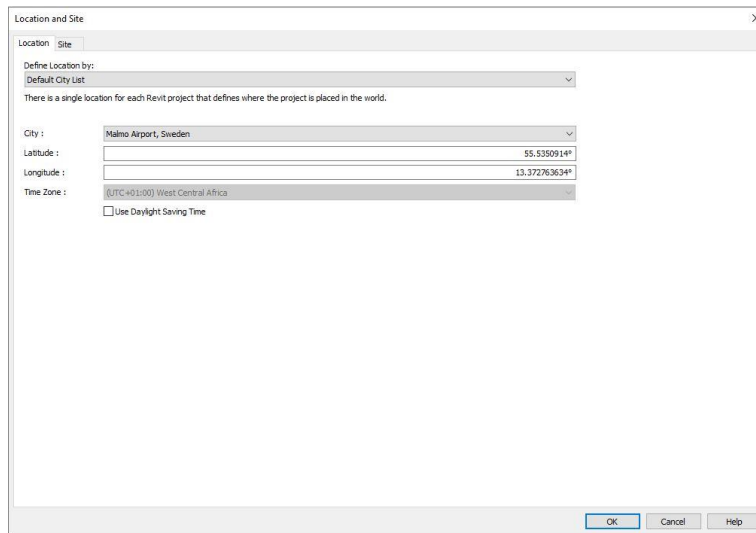 Location and Site
Location Site
Define Location by:
Default City List
There is a single location for each Revit project that defines where the project is placed in the world.
City : Malmo Airport, Sweden
Latitude : 55.5350914°
Longitude : 13.372763634°
Time Zone : (UTC+01:00) West Central Africa
Use Daylight Saving Time
OK Cancel Help